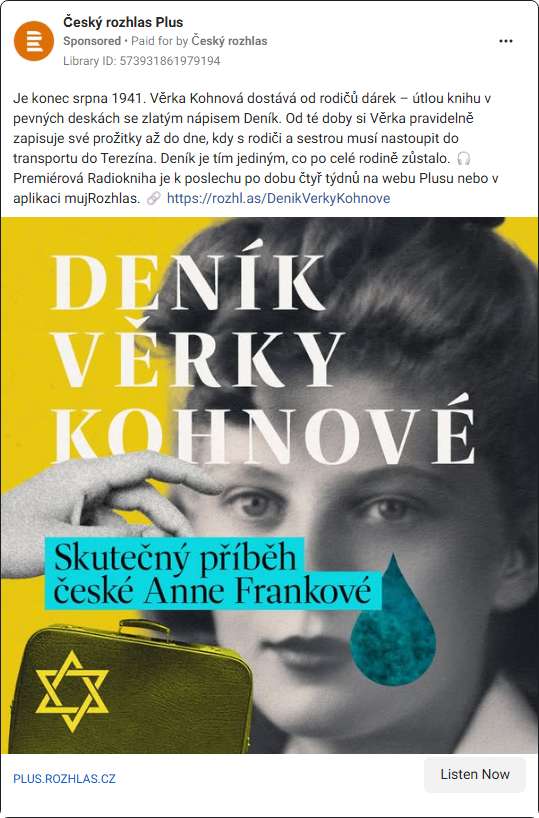 Český rozhlas Plus
Sponsored • Paid for by Český rozhlas
Library ID: 573931861979194
Je konec srpna 1941. Věrka Kohnová dostává od rodičů dárek – útlou knihu v
pevných deskách se zlatým nápisem Deník. Od té doby si Věrka pravidelně
zapisuje své prožitky až do dne, kdy s rodiči a sestrou musí nastoupit do
transportu do Terezína. Deník je tím jediným, co po celé rodině zůstalo. 🎧
Premiérová Radiokniha je k poslechu po dobu čtyř týdnů na webu Plusu nebo v
aplikaci mujRozhlas. 🔗 https://rozhl.as/DenikVerkyKohnove
DENÍK
VĚRKY
KOHNOVÉ
Skutečný příběh
české Anne Frankové
PLUS.ROZHLAS.CZ
Listen Now